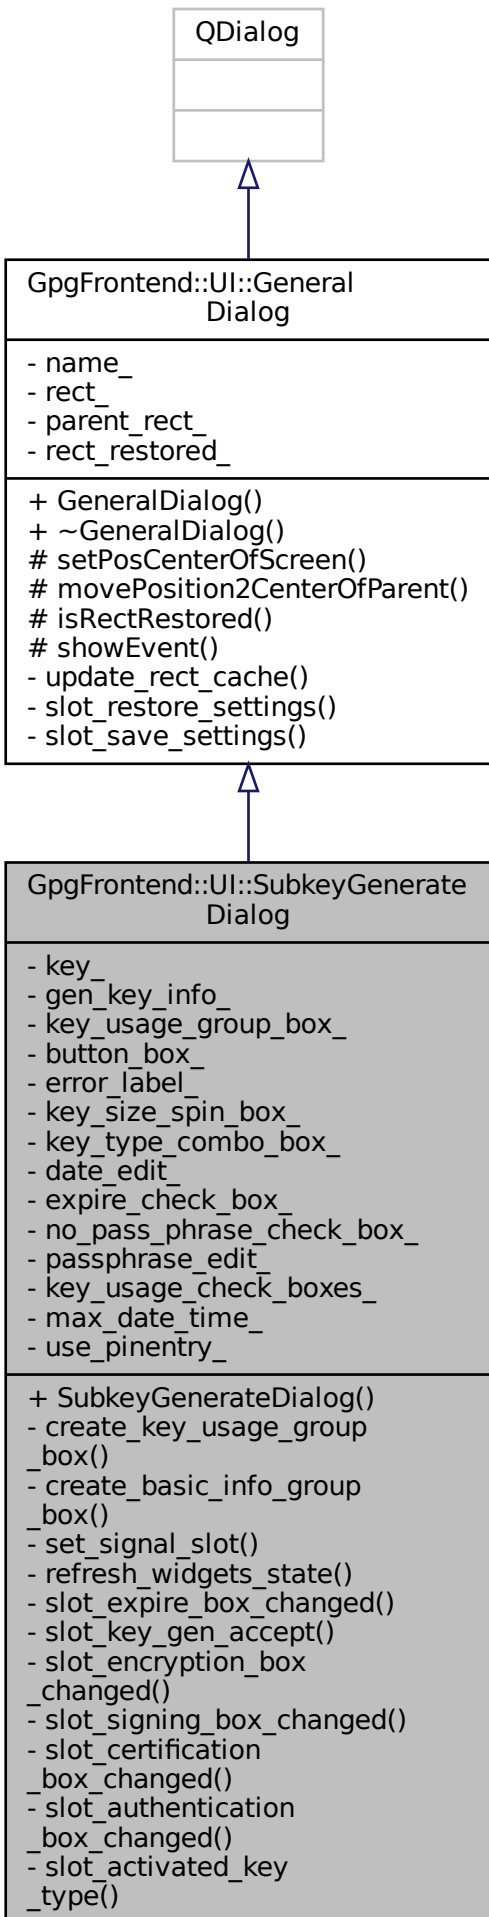 QDialog
GpgFrontend::UI::General
Dialog
- name_
- rect_
- parent_rect_
- rect_restored_
+ GeneralDialog()
+ ~GeneralDialog()
# setPosCenterOfScreen()
# movePosition2CenterOfParent()
# isRectRestored()
# showEvent()
- update_rect_cache()
- slot_restore_settings()
- slot_save_settings()
GpgFrontend::UI::SubkeyGenerate
Dialog
- key_
- gen_key_info_
- key_usage_group_box_
- button_box_
- error_label_
- key_size_spin_box_
- key_type_combo_box_
- date_edit_
- expire_check_box_
- no_pass_phrase_check_box_
- passphrase_edit_
- key_usage_check_boxes_
- max_date_time_
- use_pinentry_
+ SubkeyGenerateDialog()
- create_key_usage_group
_box()
- create_basic_info_group
_box()
- set_signal_slot()
- refresh_widgets_state()
- slot_expire_box_changed()
- slot_key_gen_accept()
- slot_encryption_box
_changed()
- slot_signing_box_changed()
- slot_certification
_box_changed()
- slot_authentication
_box_changed()
- slot_activated_key
_type()